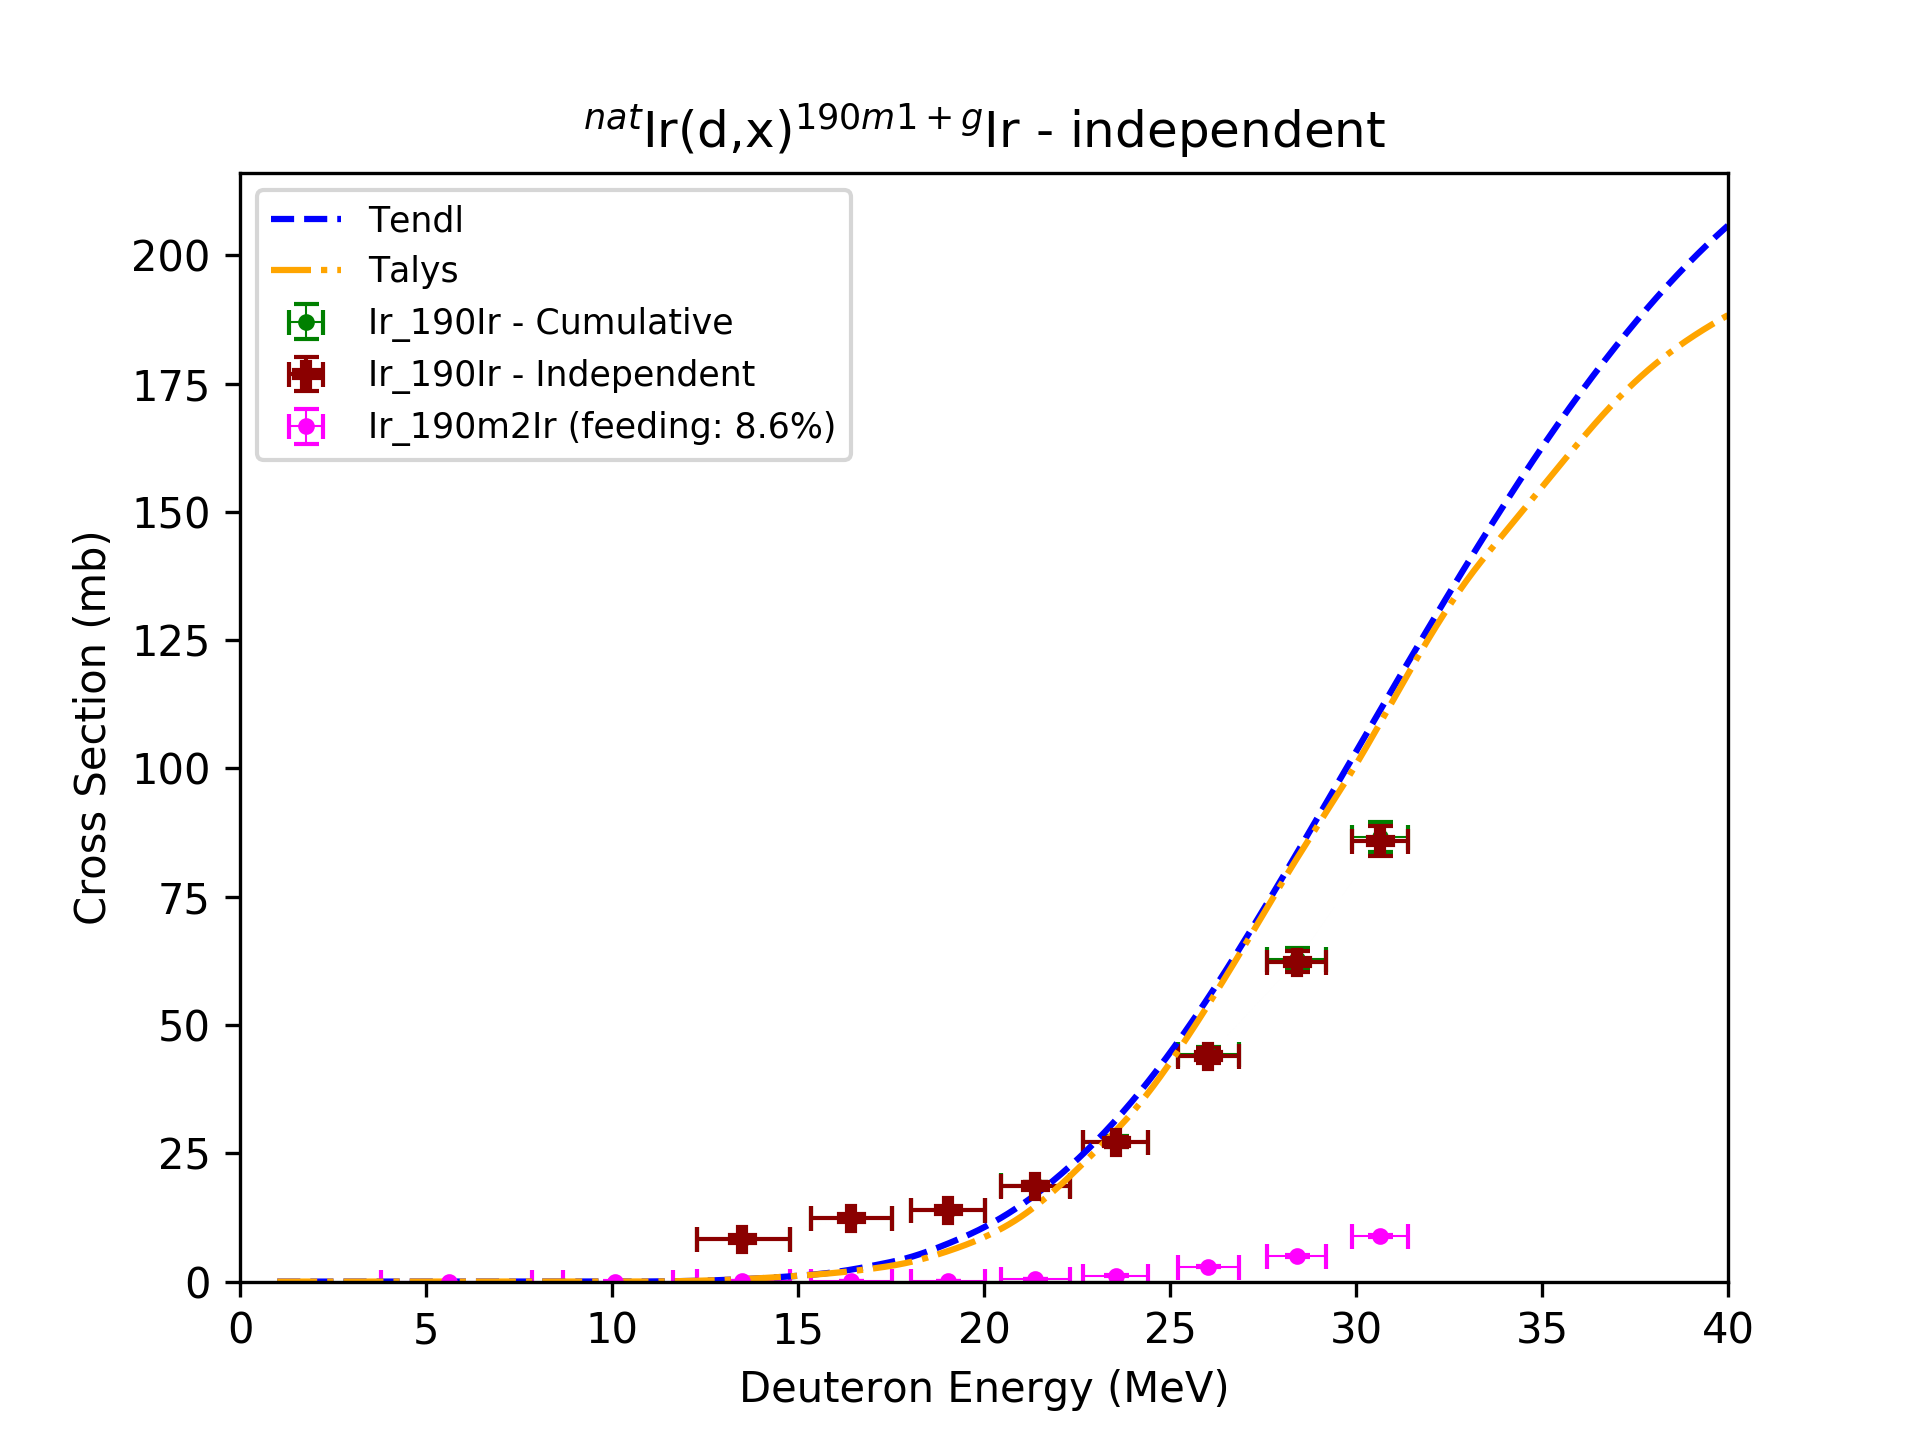 natIr(d,x)190m1+gIr - independent
Tendl
Talys
Ir_190Ir - Cumulative
Ir_190Ir - Independent
Ir_190m2Ir (feeding: 8.6%)
Cross Section (mb)
200
175
150
125
100
75
50
25
0
0 5 10 15 20 25 30 35 40
Deuteron Energy (MeV)